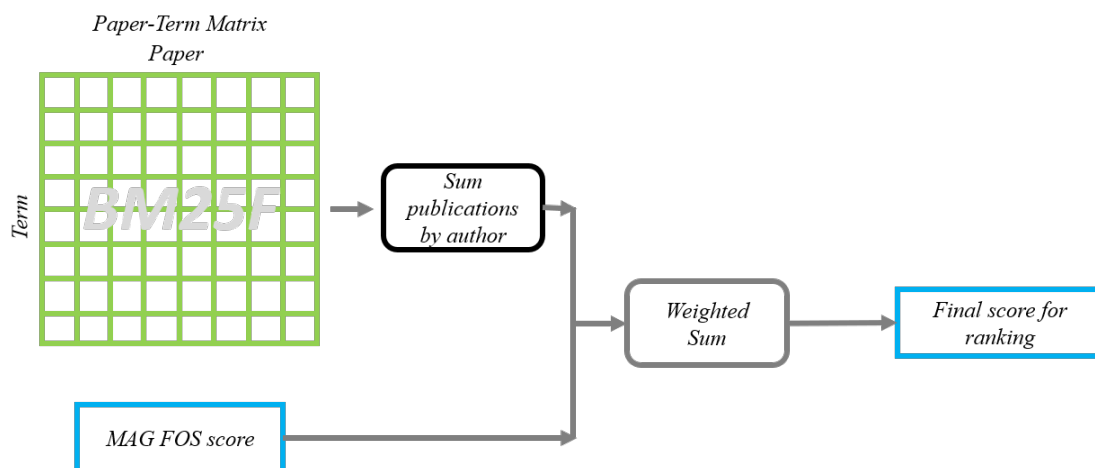 Paper-Term Matrix
Paper
Term
BM25F
Sum
publications
by author
Weighted
Sum
Final score for
ranking
MAG FOS score